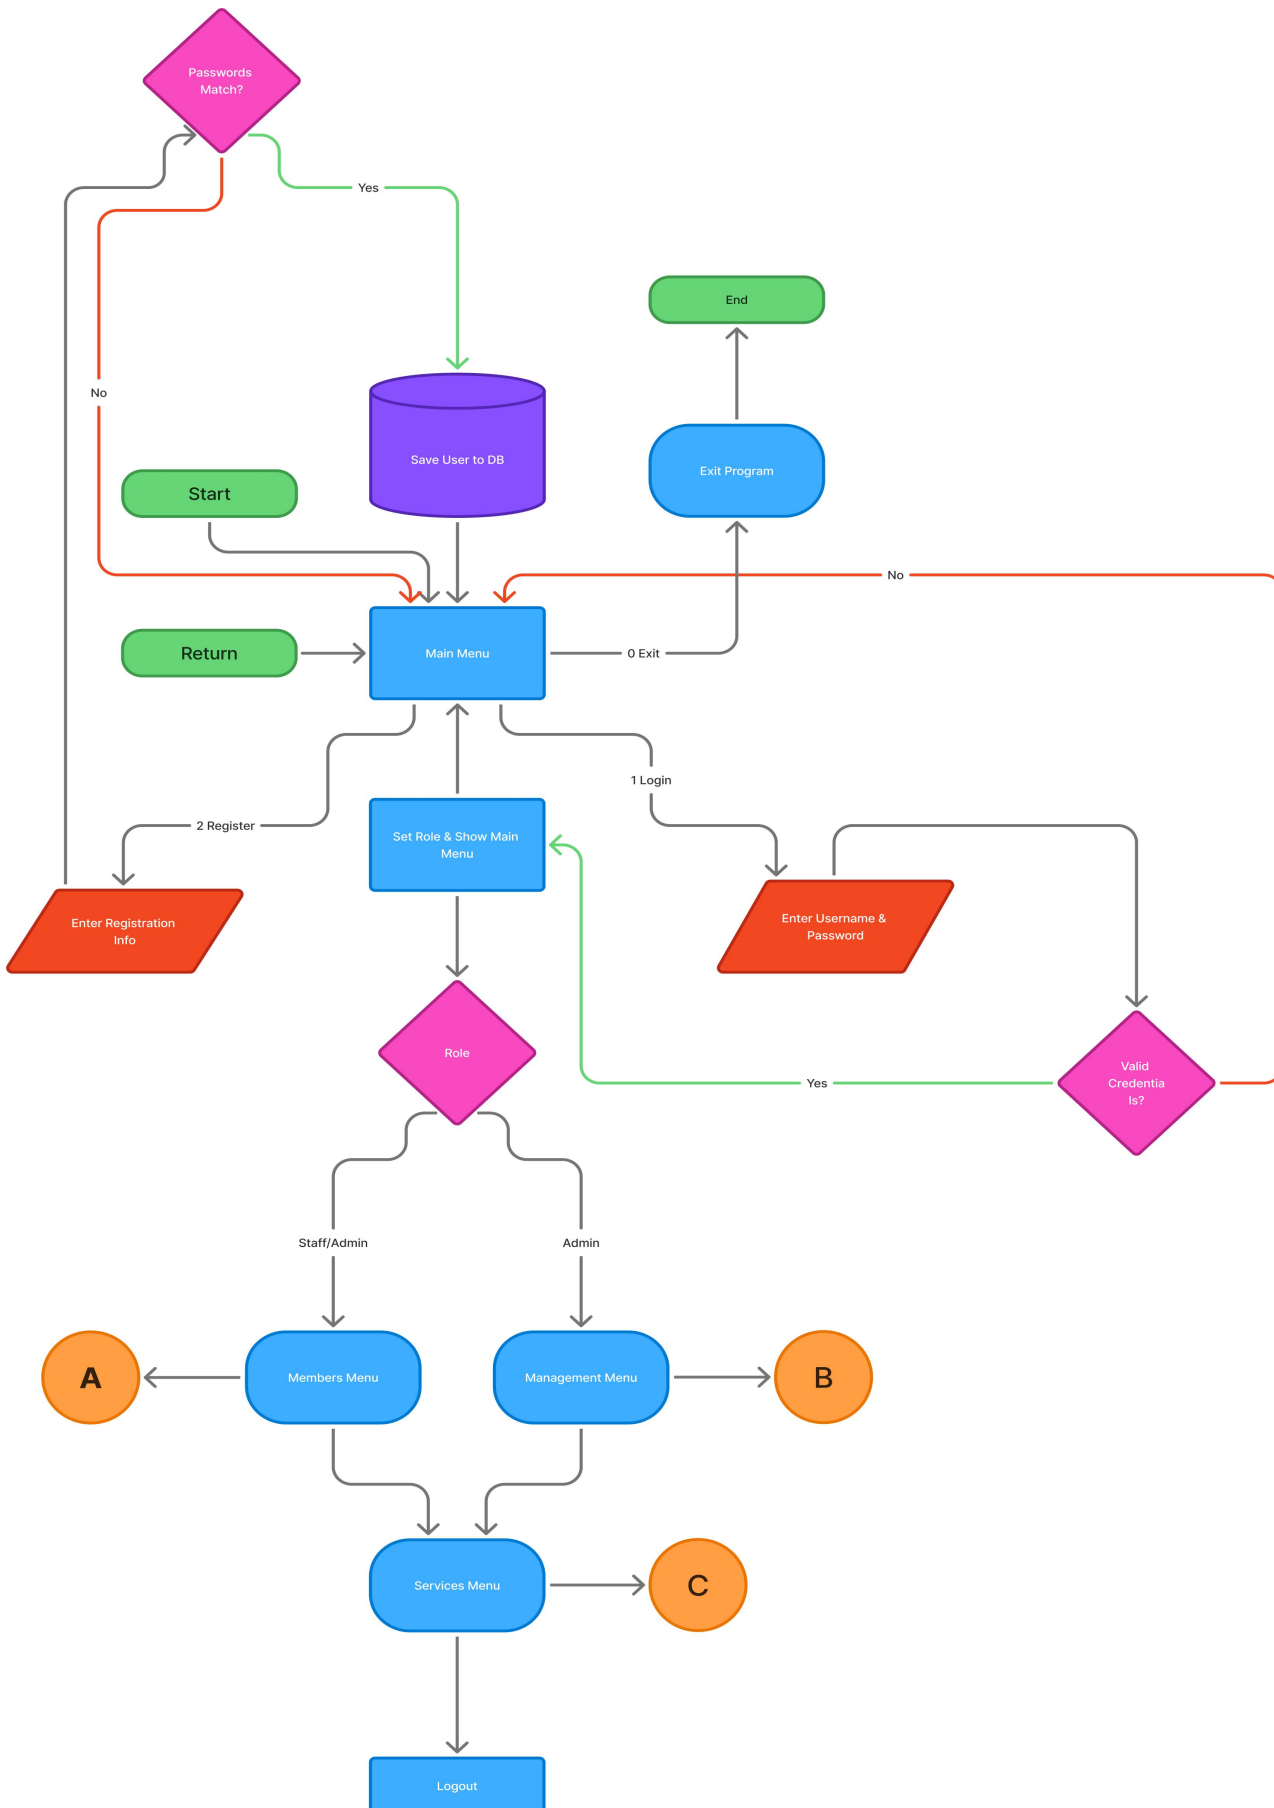 Passwords
Match?
Yes
End
No
Save User to DB
Exit Program
Start
No
Return
Main Menu
0 Exit
1 Login
2 Register
Set Role & Show Main
Menu
Enter Registration
Info
Enter Username &
Password
Role
Valid
Credentia
ls?
Yes
Staff/Admin
Admin
A
Members Menu
Management Menu
B
Services Menu
C
Logout